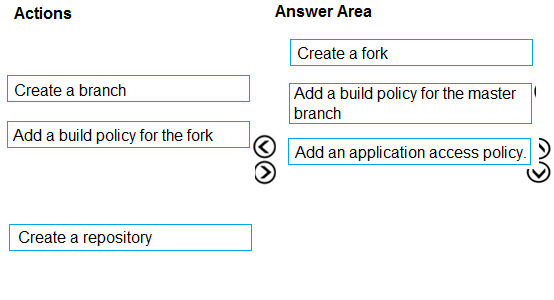 Actions
Answer Area
Create a fork
Create a branch
Add a build policy for the master
branch
Add a build policy for the fork
Add an application access policy.
Create a repository